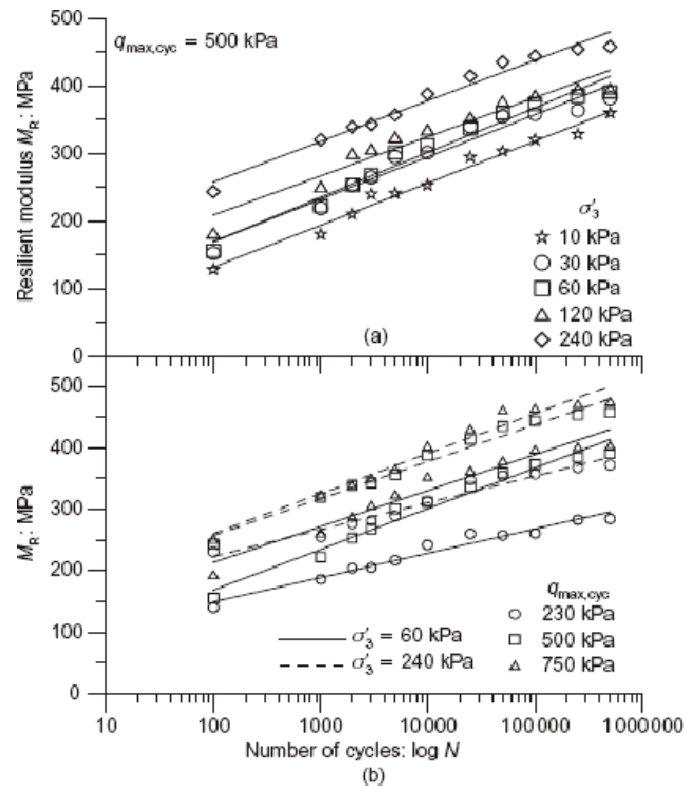 500
q_max,cyc = 500 kPa
400
300
200
100
0
Resilient modulus M_R: MPa
σ′_3
10 kPa
30 kPa
60 kPa
120 kPa
240 kPa
(a)
500
400
300
200
100
0
M_R: MPa
q_max,cyc
σ′_3 = 60 kPa
σ′_3 = 240 kPa
230 kPa
500 kPa
750 kPa
10 100 1000 10000 100000 1000000
Number of cycles: log N
(b)